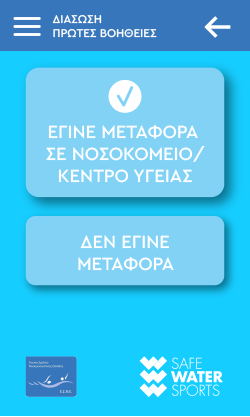 ΔΙΑΣΩΣΗ
ΠΡΩΤΕΣ ΒΟΗΘΕΙΕΣ
ΕΓΙΝΕ ΜΕΤΑΦΟΡΑ
ΣΕ ΝΟΣΟΚΟΜΕΙΟ/
ΚΕΝΤΡΟ ΥΓΕΙΑΣ
ΔΕΝ ΕΓΙΝΕ
ΜΕΤΑΦΟΡΑ
SAFE
WATER
SPORTS